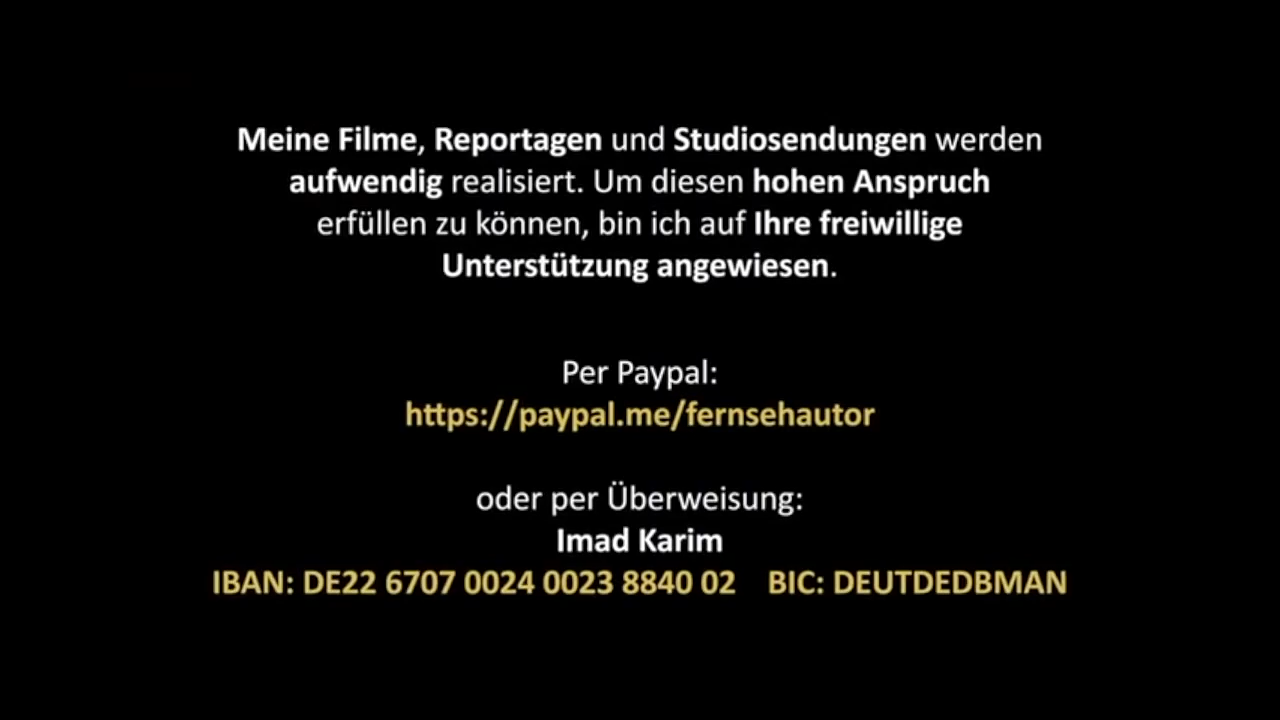 Meine Filme, Reportagen und Studiosendungen werden
aufwendig realisiert. Um diesen hohen Anspruch
erfüllen zu können, bin ich auf Ihre freiwillige
Unterstützung angewiesen.
Per Paypal:
https://paypal.me/fernsehautor
oder per Überweisung:
Imad Karim
IBAN: DE22 6707 0024 0023 8840 02 BIC: DEUTDEDBMAN